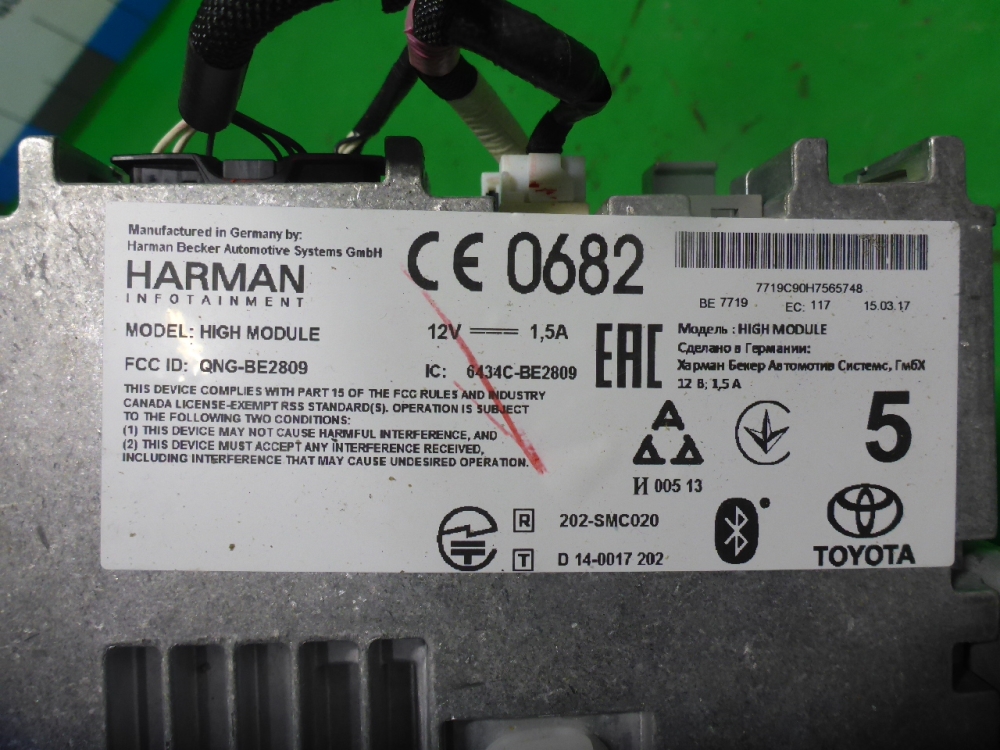 Manufactured in Germany by:
Harman Becker Automotive Systems GmbH
HARMAN
INFOTAINMENT
CE 0682
7719C90H7565748
BE 7719 EC: 117 15.03.17
MODEL: HIGH MODULE
12V 1,5A
FCC ID: QNG-BE2809
IC: 6434C-BE2809
EAC
Модель : HIGH MODULE
Сделано в Германии:
Харман Бекер Автомотив Системс, ГмбХ
12 В; 1,5 А
THIS DEVICE COMPLIES WITH PART 15 OF THE FCC RULES AND INDUSTRY
CANADA LICENSE-EXEMPT RSS STANDARD(S). OPERATION IS SUBJECT
TO THE FOLLOWING TWO CONDITIONS:
(1) THIS DEVICE MAY NOT CAUSE HARMFUL INTERFERENCE, AND
(2) THIS DEVICE MUST ACCEPT ANY INTERFERENCE RECEIVED,
INCLUDING INTERFERENCE THAT MAY CAUSE UNDESIRED OPERATION.
A
A A
И 005 13
5
R 202-SMC020
T D 14-0017 202
TOYOTA